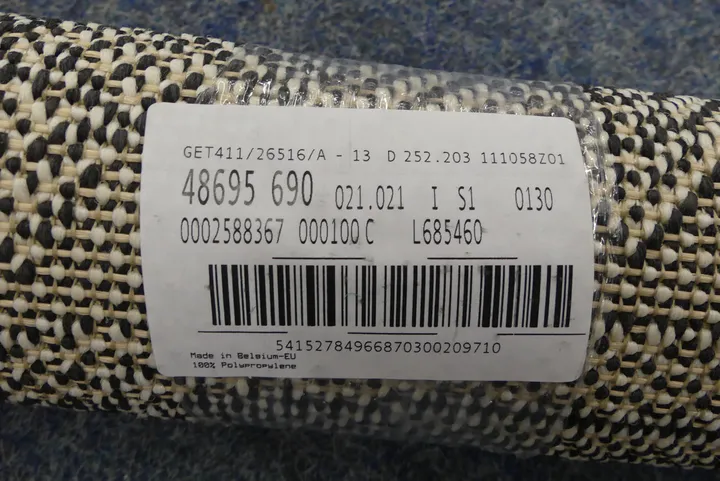 GET411/26516/A - 13 D 252.203 111058Z01
48695 690 021.021 I S1 0130
0002588367 000100 C L685460
54152784966870300209710
Made in Belgium-EU
100% Polypropylene